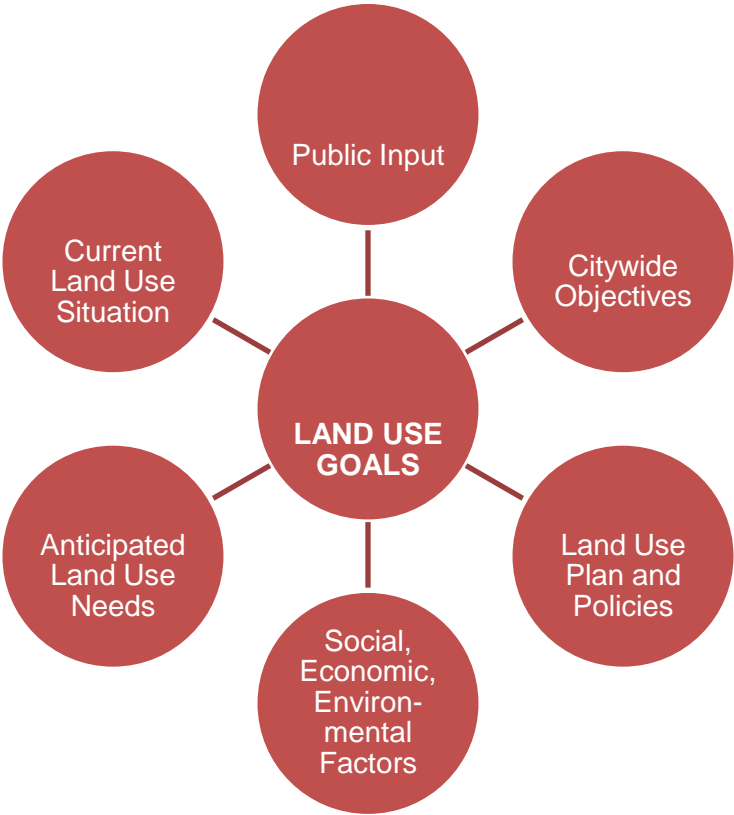 Public Input
Current
Land Use
Situation
Citywide
Objectives
LAND USE
GOALS
Anticipated
Land Use
Needs
Land Use
Plan and
Policies
Social,
Economic,
Environ-
mental
Factors